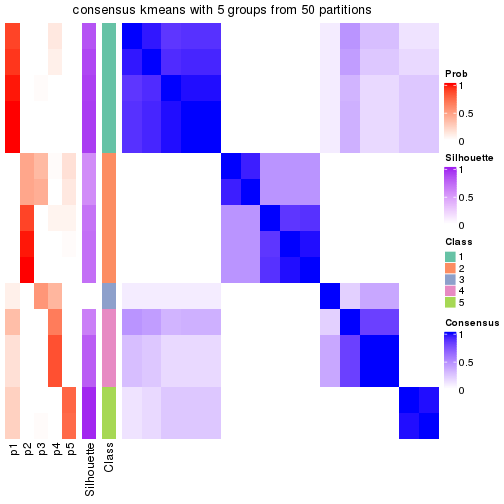 consensus kmeans with 5 groups from 50 partitions
Prob
1
0.5
0
Silhouette
1
0.5
0
Class
1
2
3
4
5
Consensus
1
0.5
0
p1
p2
p3
p4
p5
Silhouette
Class